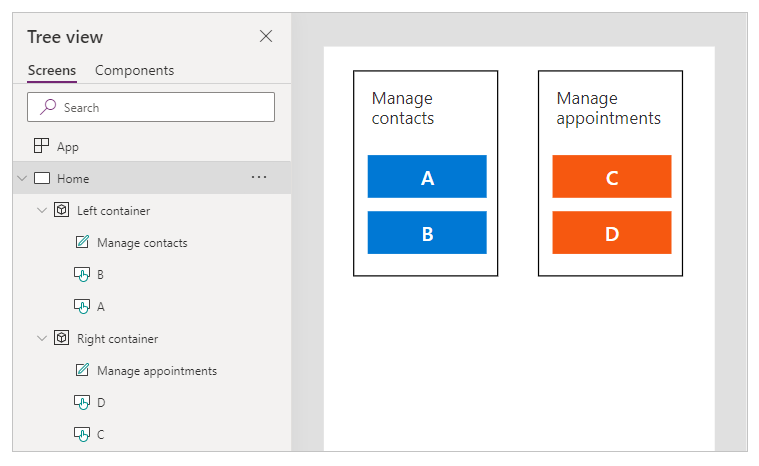 Tree view
Screens Components
Search
App
Home
Left container
Manage contacts
B
A
Right container
Manage appointments
D
C
Manage
contacts
A
B
Manage
appointments
C
D